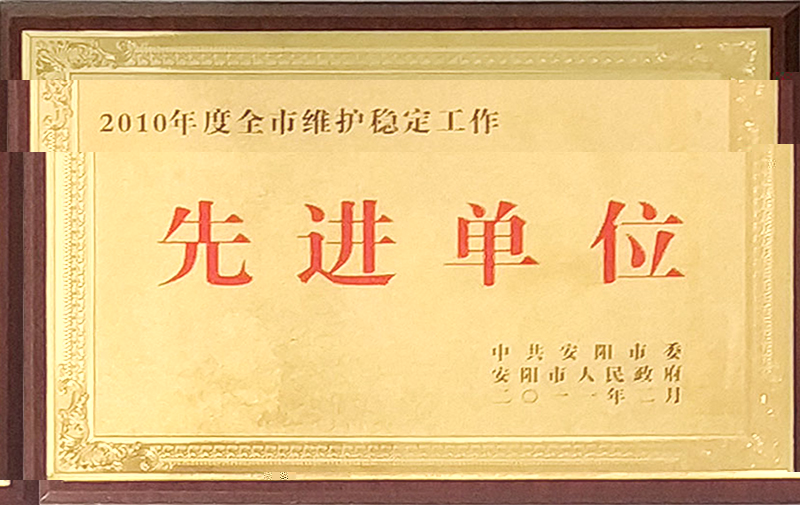 2010年度全市维护稳定工作
先进单位
中共安阳市委
安阳市人民政府
二〇一一年二月